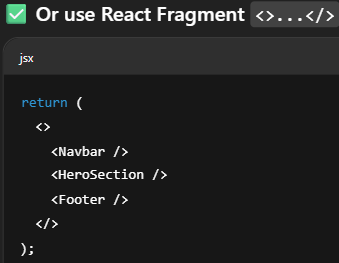 ✅ Or use React Fragment <>...</>
jsx
return (
  <>
    <Navbar />
    <HeroSection />
    <Footer />
  </>
);